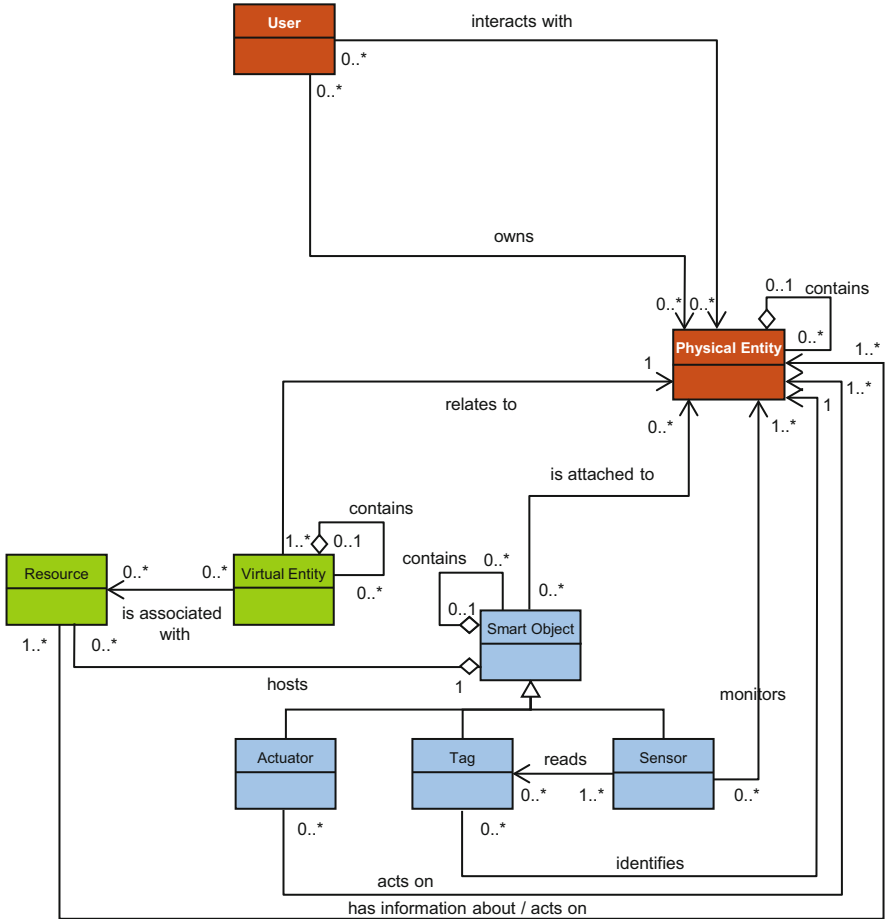 User
interacts with
0..*
0..*
owns
0..1
contains
0..*
0..*
0..*
Physical Entity
1..*
1
relates to
1..*
1
0..*
1..*
is attached to
contains
1..*
0..1
contains
0..*
Resource
0..*
0..*
Virtual Entity
0..*
0..*
is associated
with
0..1
Smart Object
1..*
0..*
hosts
1
monitors
Actuator
Tag
reads
Sensor
0..*
1..*
0..*
0..*
0..*
identifies
acts on
has information about / acts on